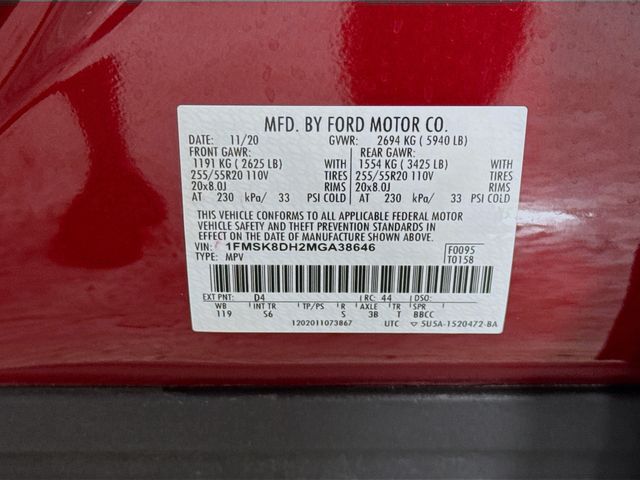 MFD. BY FORD MOTOR CO.
DATE: 11/20 GVWR: 2694 KG ( 5940 LB)
FRONT GAWR: REAR GAWR:
1191 KG ( 2625 LB) WITH 1554 KG ( 3425 LB) WITH
255/55R20 110V TIRES 255/55R20 110V TIRES
20x8.0J RIMS 20x8.0J RIMS
AT 230 kPa/ 33 PSI COLD AT 230 kPa/ 33 PSI COLD
THIS VEHICLE CONFORMS TO ALL APPLICABLE FEDERAL MOTOR
VEHICLE SAFETY AND THEFT PREVENTION STANDARDS IN
EFFECT ON THE DATE OF MANUFACTURE SHOWN ABOVE.
VIN: 1FMSK8DH2MGA38646 F0095
TYPE: MPV T0158
EXT PNT: D4 RC: 44 DSO:
WB INT TR TP/PS R AXLE TR SPR
119 S6 S 3B T BBCC
1202011073867 UTC 5U5A-1520472-BA